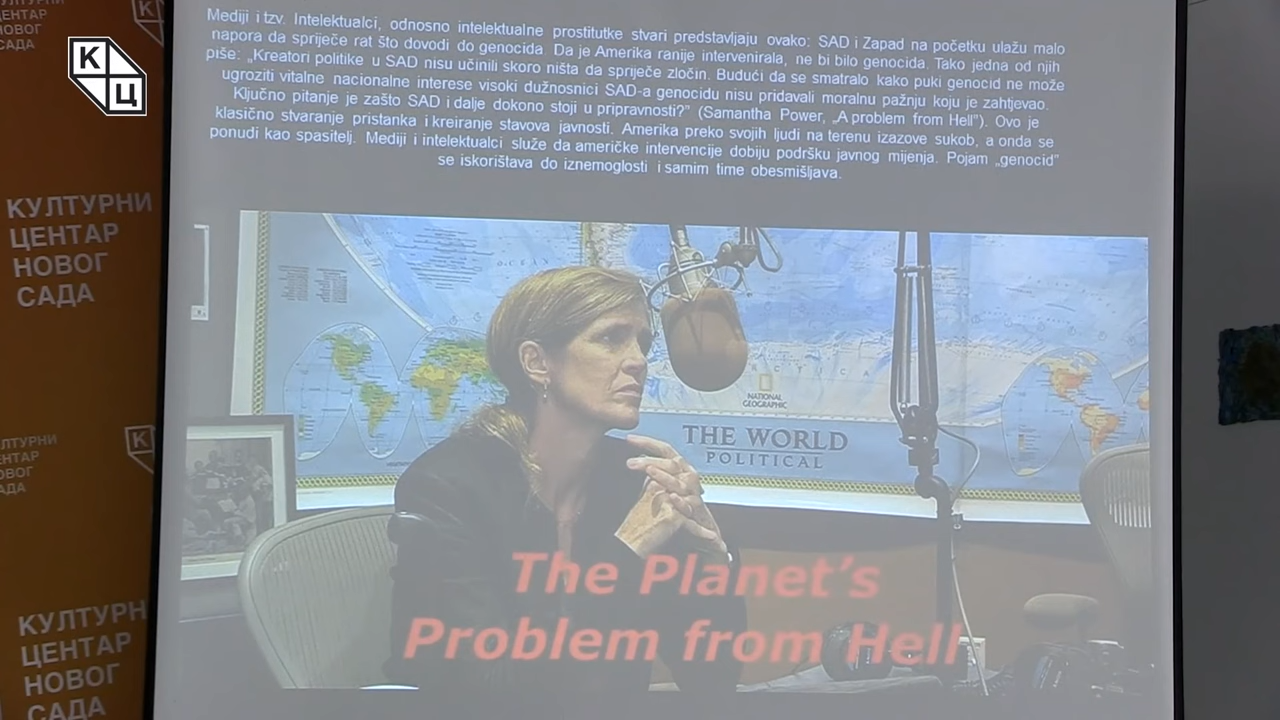 Mediji i tzv. Intelektualci, odnosno intelektualne prostitutke stvari predstavljaju ovako: SAD i Zapad na početku ulažu malo
napora da spriječe rat što dovodi do genocida. Da je Amerika ranije intervenirala, ne bi bilo genocida. Tako jedna od njih
piše: „Kreatori politike u SAD nisu učinili skoro ništa da spriječe zločin. Budući da se smatralo kako puki genocid ne može
ugroziti vitalne nacionalne interese visoki dužnosnici SAD-a genocidu nisu pridavali moralnu pažnju koju je zahtjevao.
Ključno pitanje je zašto SAD i dalje dokono stoji u pripravnosti?” (Samantha Power, „A problem from Hell”). Ovo je
klasično stvaranje pristanka i kreiranje stavova javnosti. Amerika preko svojih ljudi na terenu izazove sukob, a onda se
ponudi kao spasitelj. Mediji i intelektualci služe da američke intervencije dobiju podršku javnog mijenja. Pojam „genocid”
se iskorištava do iznemoglosti i samim time obesmišljava.
К
Ц
КУЛТУРНИ
ЦЕНТАР
НОВОГ
САДА
NATIONAL
GEOGRAPHIC
THE WORLD
POLITICAL
The Planet’s
Problem from Hell
КУЛТУРН
ЦЕНТАР
НОВОГ
САДА